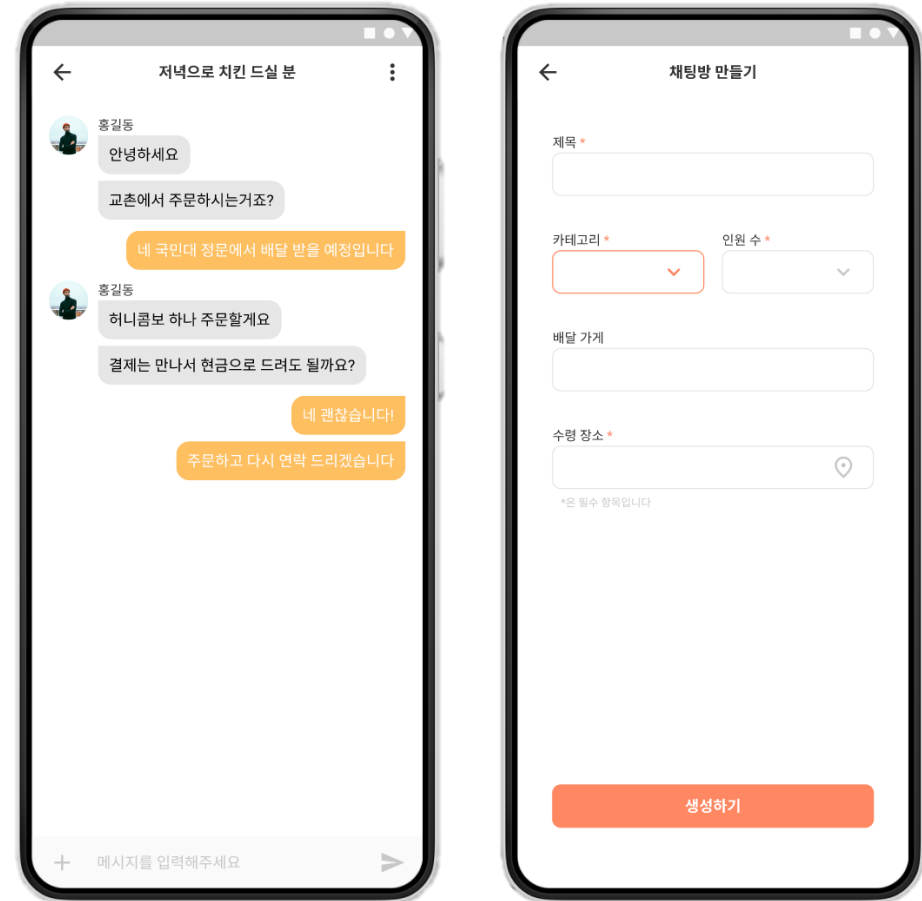 저녁으로 치킨 드실 분
홍길동
안녕하세요
교촌에서 주문하시는거죠?
네 국민대 정문에서 배달 받을 예정입니다
홍길동
허니콤보 하나 주문할게요
결제는 만나서 현금으로 드려도 될까요?
네 괜찮습니다!
주문하고 다시 연락 드리겠습니다
메시지를 입력해주세요
채팅방 만들기
제목 *
카테고리 *
인원 수 *
배달 가게
수령 장소 *
*은 필수 항목입니다
생성하기